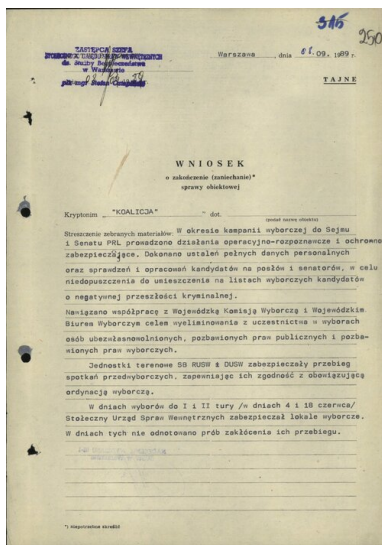 315
250
ZASTĘPCA SZEFA
ds. Służby Bezpieczeństwa
w Warszawie
Warszawa, dnia 08.09.1989 r.
TAJNE
WNIOSEK
o zakończenie (zaniechanie)*
sprawy obiektowej
Kryptonim "KOALICJA" " dot.
(podać nazwę obiektu)
Streszczenie zebranych materiałów: W okresie kampanii wyborczej do Sejmu
i Senatu PRL prowadzono działania operacyjno-rozpoznawcze i ochronno
zabezpieczające. Dokonano ustaleń pełnych danych personalnych
oraz sprawdzeń i opracowań kandydatów na posłów i senatorów, w celu
niedopuszczenia do umieszczenia na listach wyborczych kandydatów
o negatywnej przeszłości kryminalnej.
Nawiązano współpracę z Wojewódzką Komisją Wyborczą i Wojewódzkim
Biurem Wyborczym celem wyeliminowania z uczestnictwa w wyborach
osób ubezwłasnowolnionych, pozbawionych praw publicznych i pozba-
wionych praw wyborczych.
Jednostki terenowe SB RUSW i DUSW zabezpieczały przebieg
spotkań przedwyborczych, zapewniając ich zgodność z obowiązującą
ordynacją wyborczą.
W dniach wyborów do I i II tury /w dniach 4 i 18 czerwca/
Stołeczny Urząd Spraw Wewnętrznych zabezpieczał lokale wyborcze.
W dniach tych nie odnotowano prób zakłócenia ich przebiegu.
*) niepotrzebne skreślić